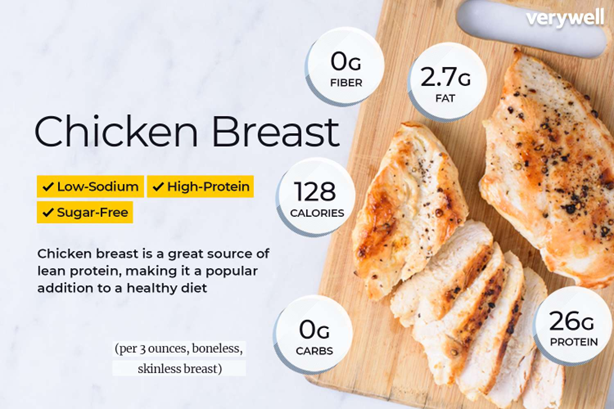 verywell
0G
FIBER
2.7G
FAT
Chicken Breast
Low-Sodium
High-Protein
Sugar-Free
128
CALORIES
Chicken breast is a great source of
lean protein, making it a popular
addition to a healthy diet
0G
CARBS
26G
PROTEIN
(per 3 ounces, boneless,
skinless breast)